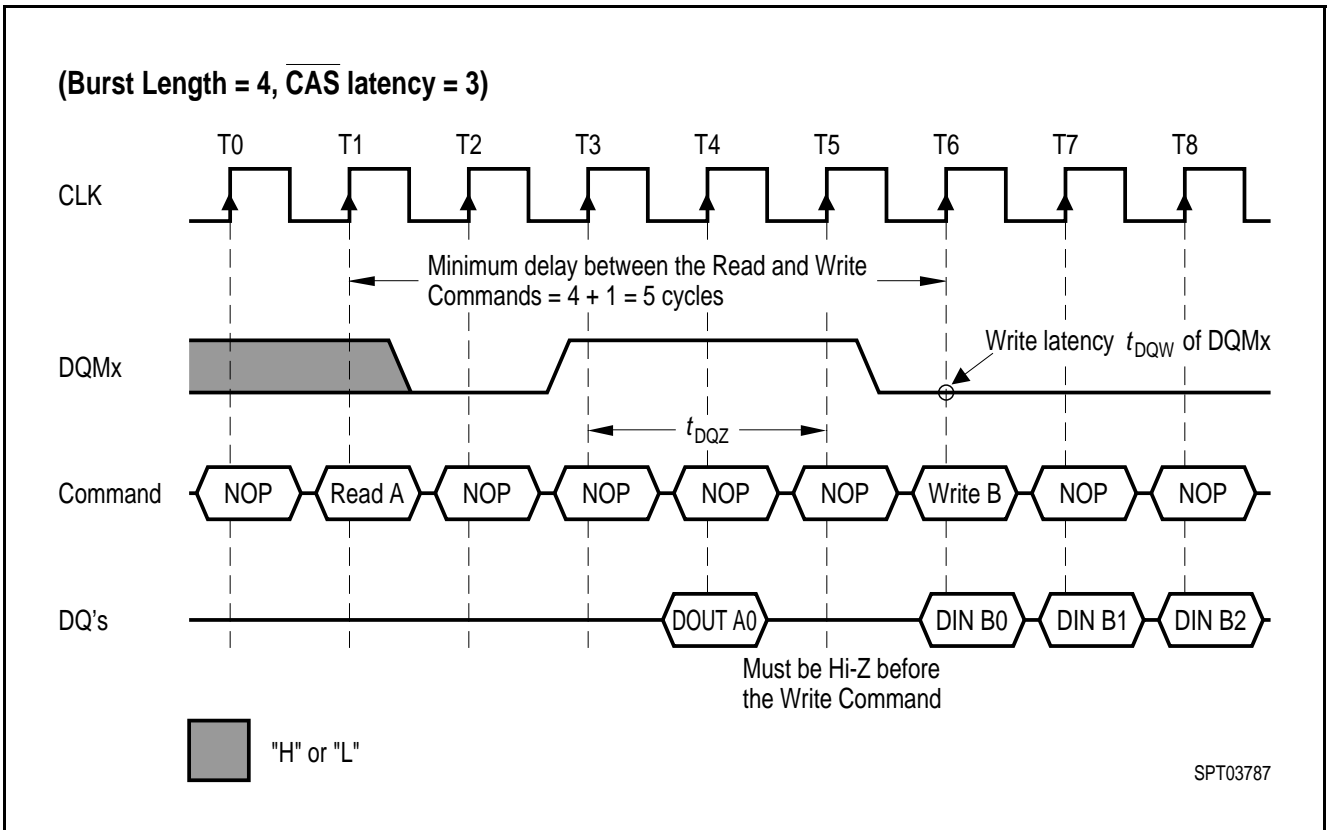 (Burst Length = 4, CAS latency = 3)
T0 T1 T2 T3 T4 T5 T6 T7 T8
CLK
Minimum delay between the Read and Write
Commands = 4 + 1 = 5 cycles
Write latency tDQW of DQMx
DQMx
tDQZ
Command NOP Read A NOP NOP NOP NOP Write B NOP NOP
DQ's DOUT A0 DIN B0 DIN B1 DIN B2
Must be Hi-Z before
the Write Command
"H" or "L"
SPT03787